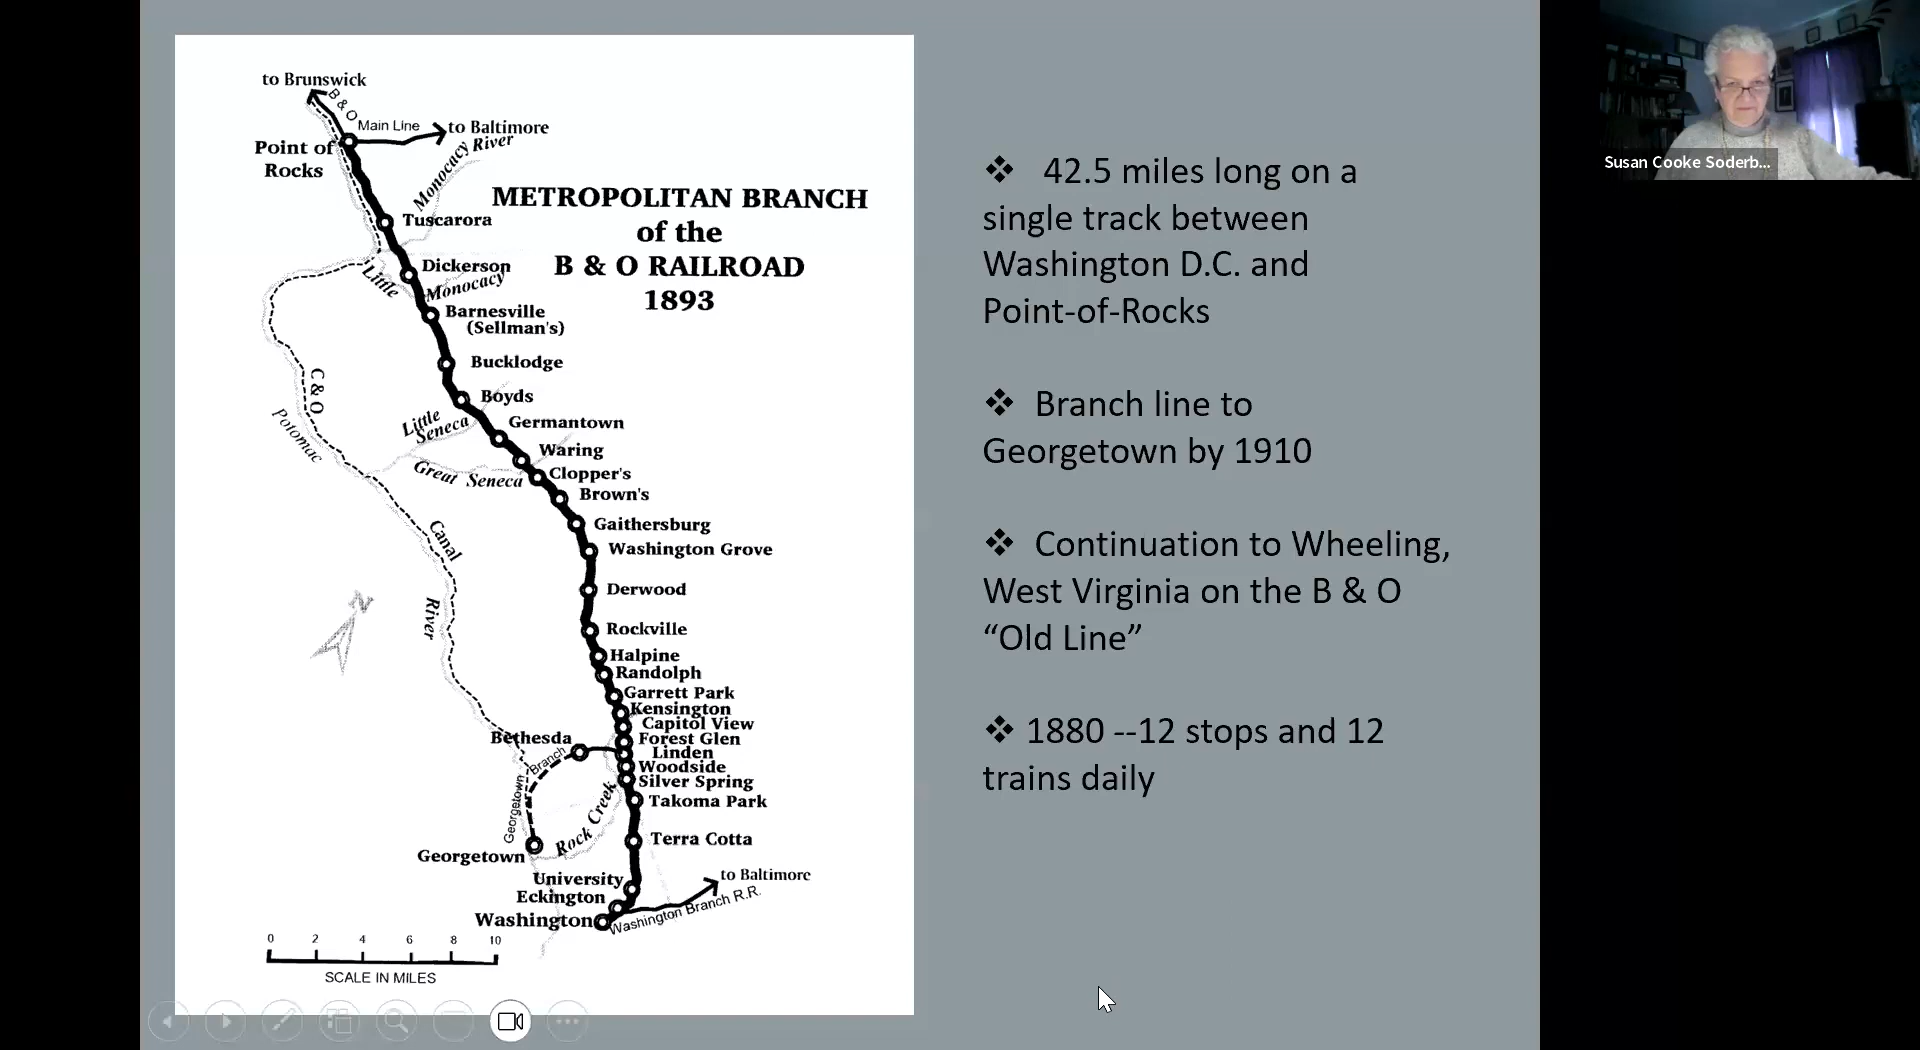 to Brunswick
B & O
Main Line
to Baltimore
Point of
Rocks
Monocacy River
METROPOLITAN BRANCH
of the
B & O RAILROAD
1893
Tuscarora
Dickerson
Little
Monocacy
Barnesville
(Sellman's)
Bucklodge
Boyds
C & O
Potomac
Little
Seneca
Germantown
Waring
Great Seneca
Clopper's
Brown's
Gaithersburg
Canal
Washington Grove
Derwood
N
River
Rockville
Halpine
Randolph
Garrett Park
Kensington
Capitol View
Bethesda
Forest Glen
Linden
Branch
Woodside
Silver Spring
Georgetown
Rock Creek
Takoma Park
Terra Cotta
Georgetown
University
Eckington
to Baltimore
Washington
Washington Branch R.R.
0 2 4 6 8 10
SCALE IN MILES
❖ 42.5 miles long on a
single track between
Washington D.C. and
Point-of-Rocks
❖ Branch line to
Georgetown by 1910
❖ Continuation to Wheeling,
West Virginia on the B & O
“Old Line”
❖ 1880 --12 stops and 12
trains daily
Susan Cooke Soderb...